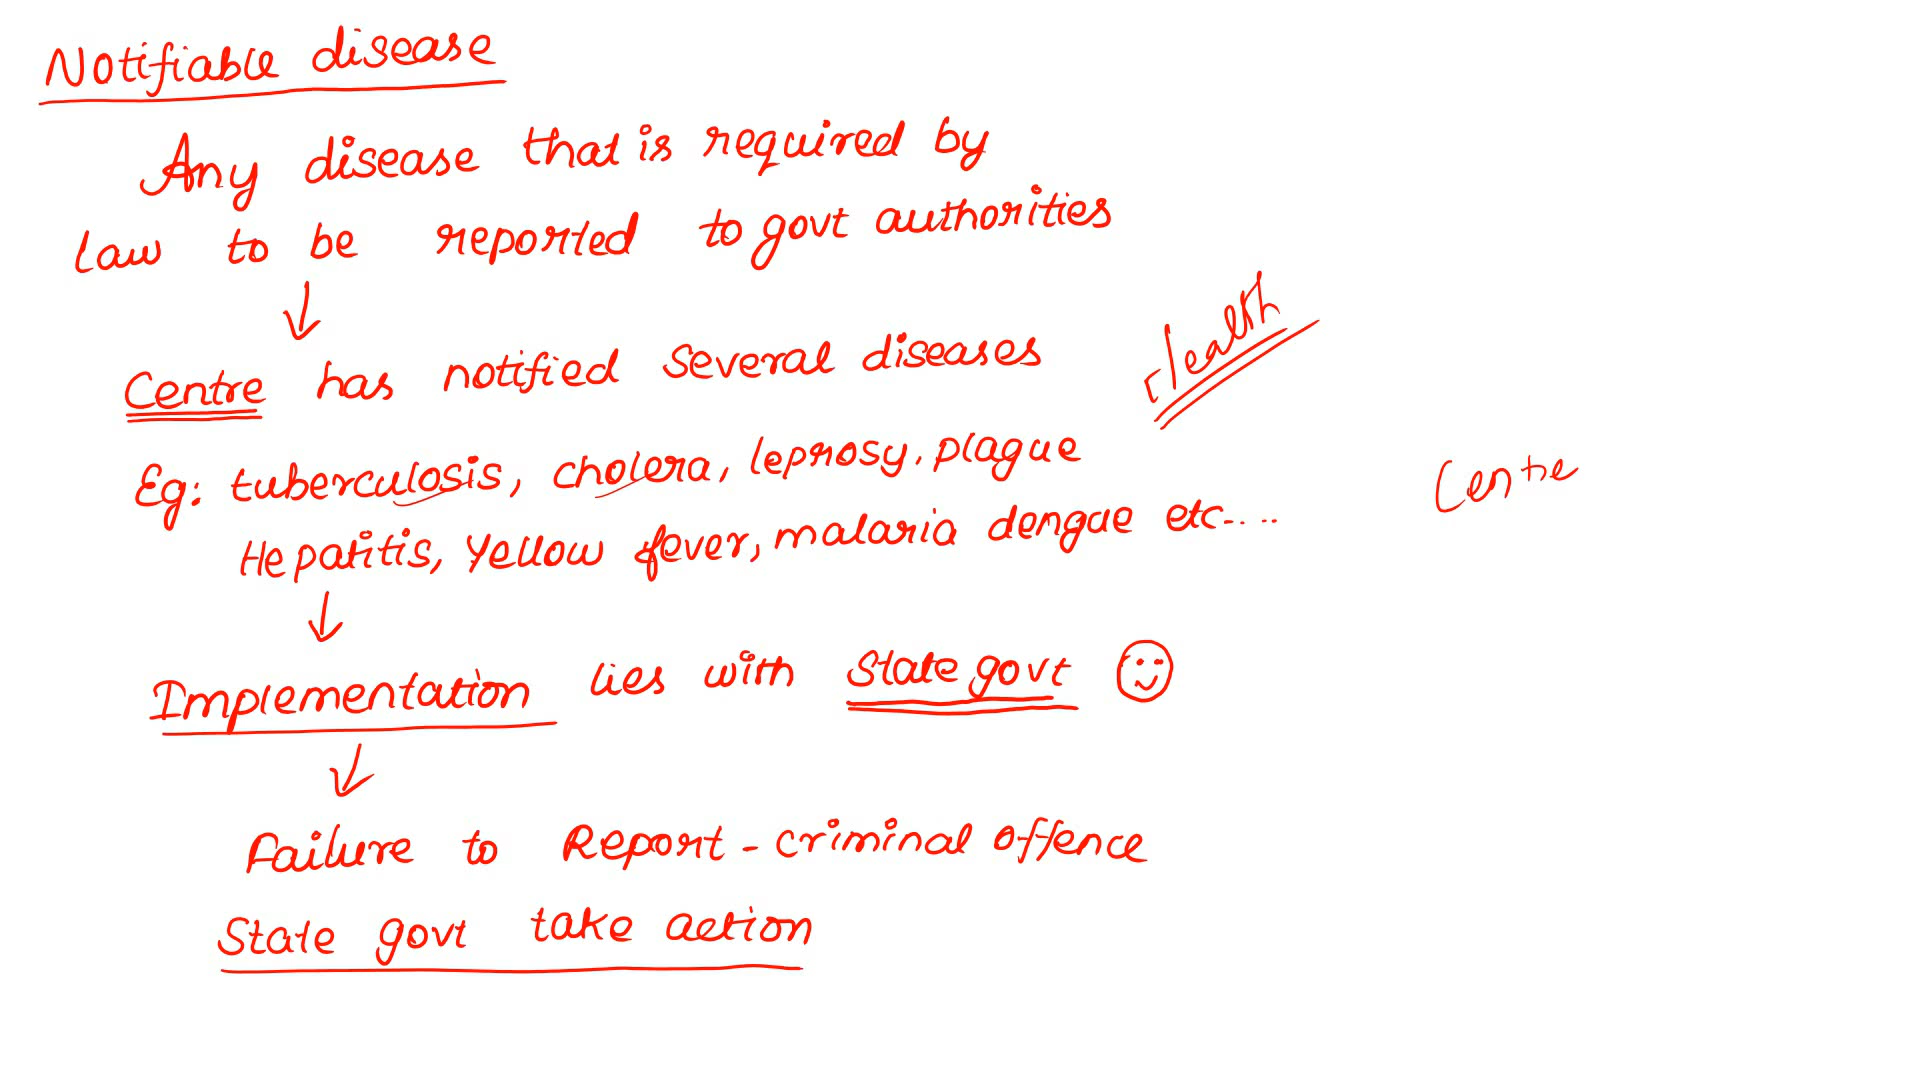 Notifiable disease
Any disease that is required by
law to be reported to govt authorities
Centre has notified several diseases
Health
Eg: tuberculosis, cholera, leprosy, plague
Centre
Hepatitis, Yellow fever, malaria dengue etc....
Implementation lies with State govt
Failure to Report - criminal offence
State govt take action